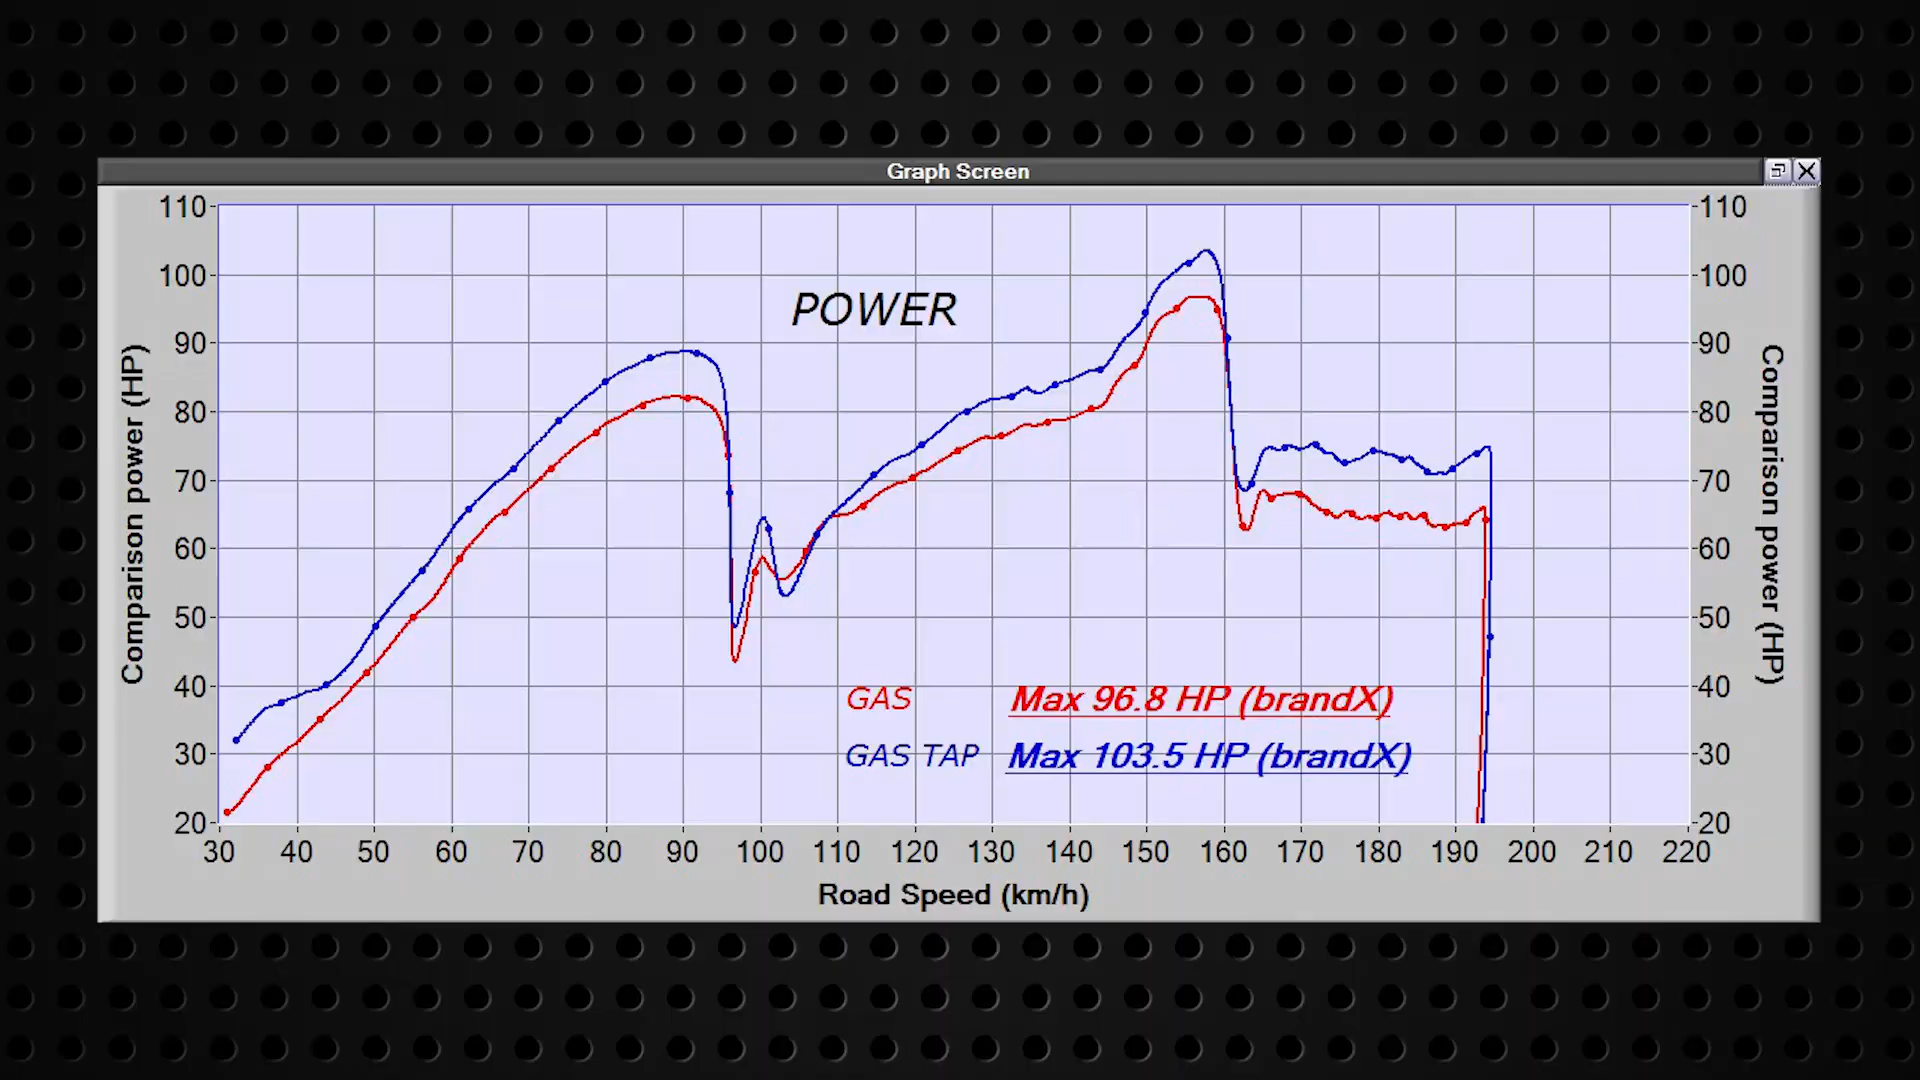 Graph Screen
110 110
100 100
POWER
90 90
80 80
70 70
60 60
50 50
40 40
30 30
20 20
Comparison power (HP)
Comparison power (HP)
GAS Max 96.8 HP (brandX)
GAS TAP Max 103.5 HP (brandX)
30 40 50 60 70 80 90 100 110 120 130 140 150 160 170 180 190 200 210 220
Road Speed (km/h)